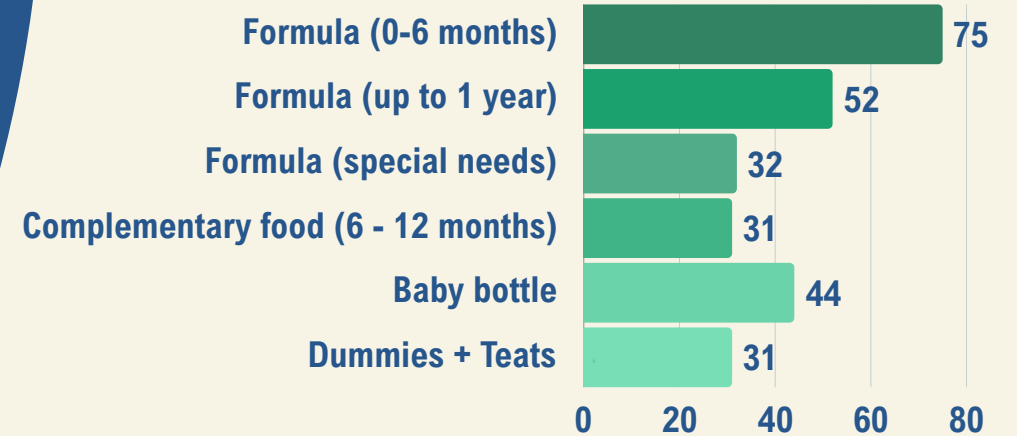 Formula (0-6 months) 75
Formula (up to 1 year) 52
Formula (special needs) 32
Complementary food (6 - 12 months) 31
Baby bottle 44
Dummies + Teats 31
0 20 40 60 80